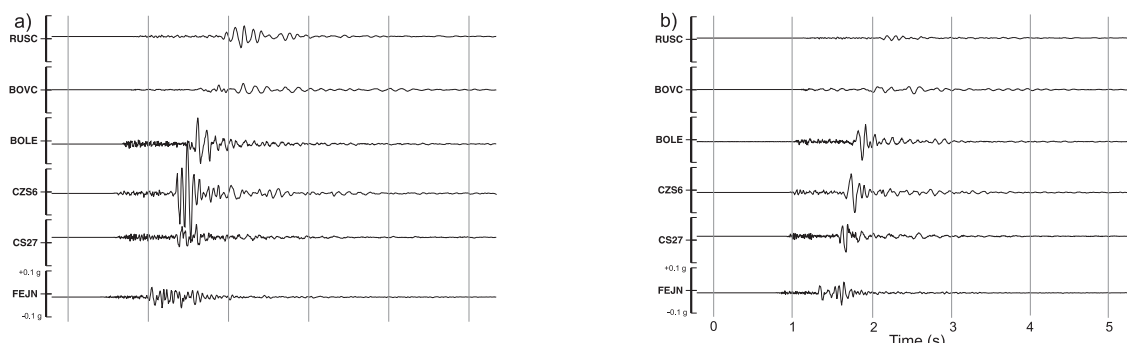 a)
RUSC
BOVC
BOLE
CZS6
CS27
+0.1 g
FEJN
-0.1 g
b)
RUSC
BOVC
BOLE
CZS6
CS27
+0.1 g
FEJN
-0.1 g
0 1 2 3 4 5
Time (s)